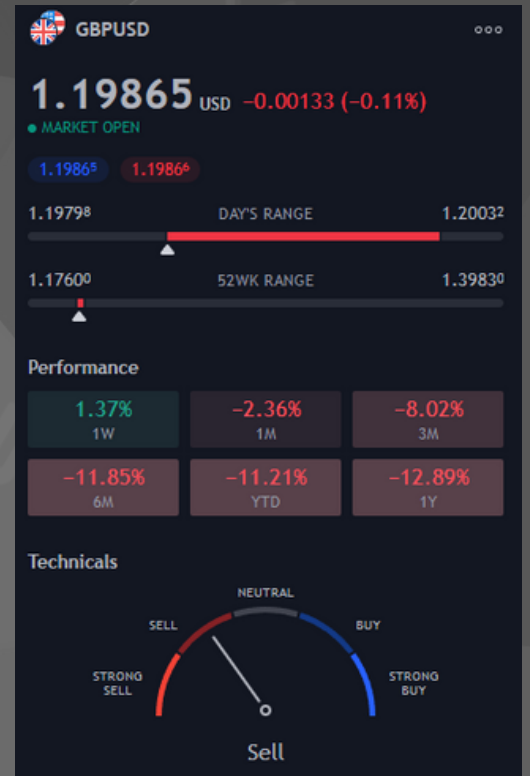 GBPUSD
1.19865 USD −0.00133 (−0.11%)
MARKET OPEN
1.19865 1.19866
1.19798 DAY'S RANGE 1.20032
1.17600 52WK RANGE 1.39830
Performance
1.37% −2.36% −8.02%
1W 1M 3M
−11.85% −11.21% −12.89%
6M YTD 1Y
Technicals
NEUTRAL
SELL BUY
STRONG SELL STRONG BUY
Sell